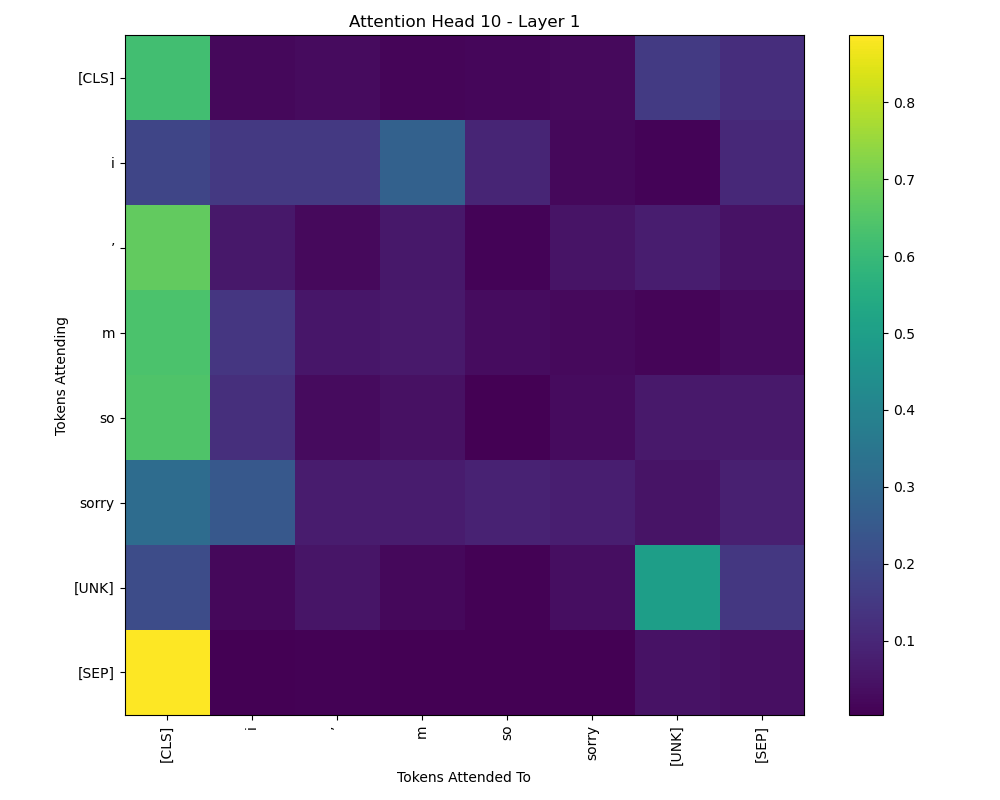 Attention Head 10 - Layer 1
Tokens Attending
[CLS]
i
’
m
so
sorry
[UNK]
[SEP]
[CLS]
i
’
m
so
sorry
[UNK]
[SEP]
Tokens Attended To
0.8
0.7
0.6
0.5
0.4
0.3
0.2
0.1